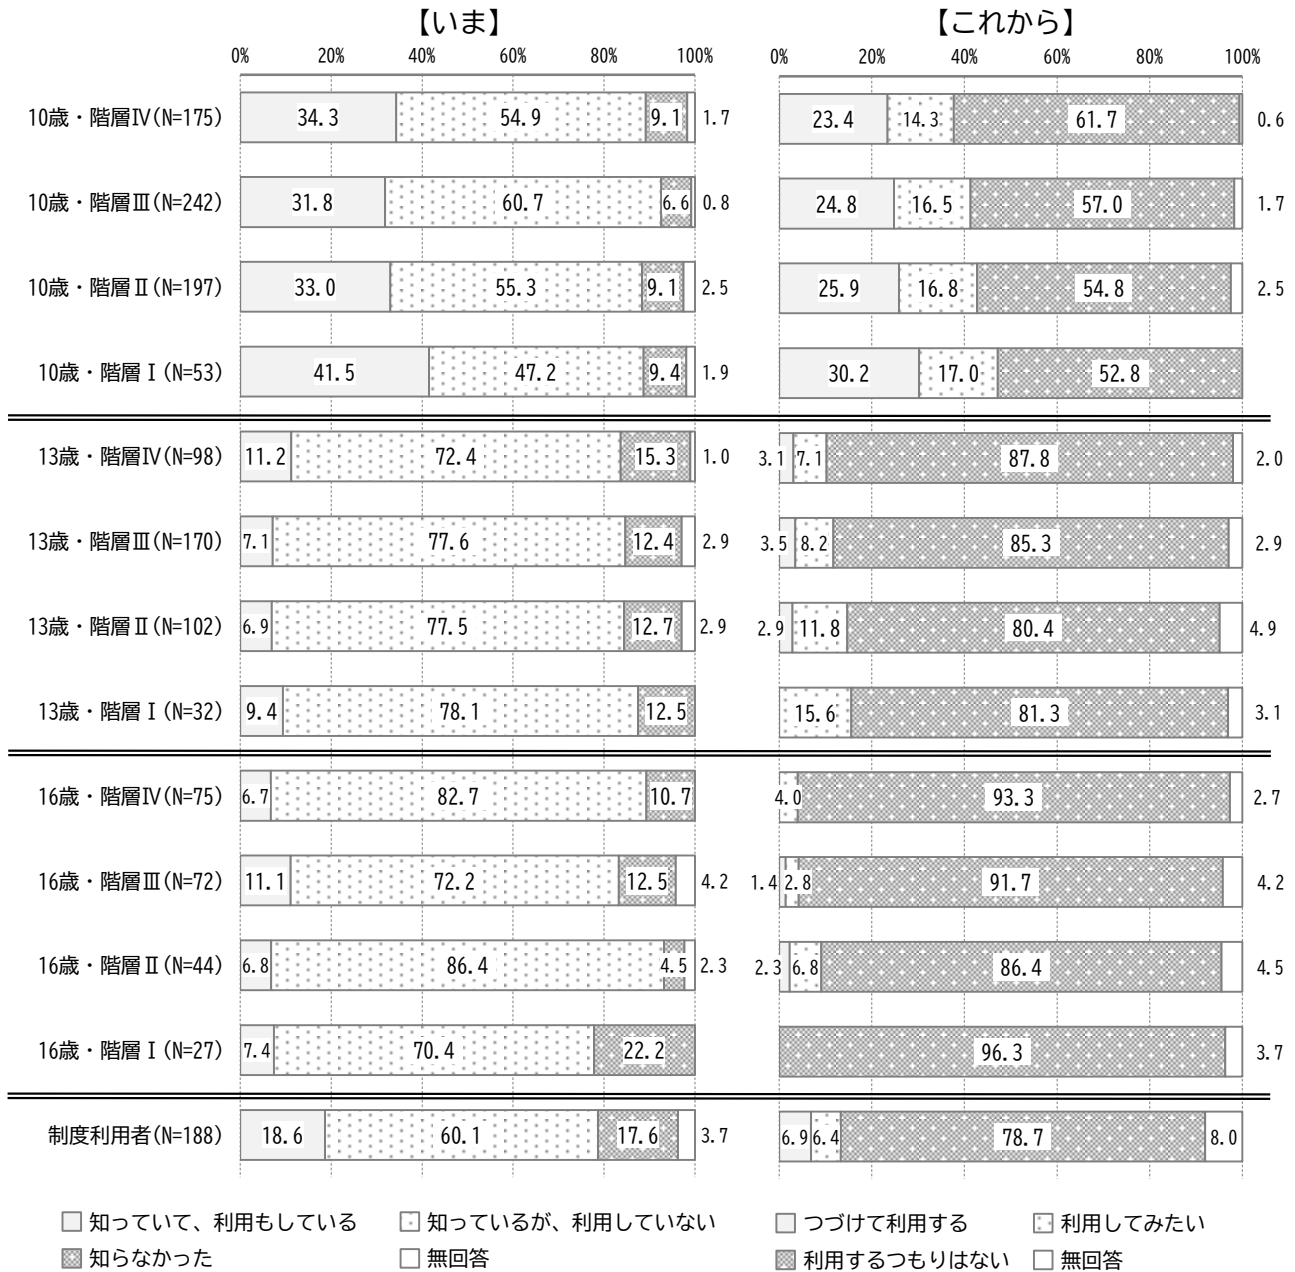 【いま】 【これから】
0% 20% 40% 60% 80% 100% 0% 20% 40% 60% 80% 100%
10歳・階層Ⅳ(N=175) 34.3 54.9 9.1 1.7 23.4 14.3 61.7 0.6
10歳・階層Ⅲ(N=242) 31.8 60.7 6.6 0.8 24.8 16.5 57.0 1.7
10歳・階層Ⅱ(N=197) 33.0 55.3 9.1 2.5 25.9 16.8 54.8 2.5
10歳・階層Ⅰ(N=53) 41.5 47.2 9.4 1.9 30.2 17.0 52.8
13歳・階層Ⅳ(N=98) 11.2 72.4 15.3 1.0 3.1 7.1 87.8 2.0
13歳・階層Ⅲ(N=170) 7.1 77.6 12.4 2.9 3.5 8.2 85.3 2.9
13歳・階層Ⅱ(N=102) 6.9 77.5 12.7 2.9 2.9 11.8 80.4 4.9
13歳・階層Ⅰ(N=32) 9.4 78.1 12.5 15.6 81.3 3.1
16歳・階層Ⅳ(N=75) 6.7 82.7 10.7 4.0 93.3 2.7
16歳・階層Ⅲ(N=72) 11.1 72.2 12.5 4.2 1.4 2.8 91.7 4.2
16歳・階層Ⅱ(N=44) 6.8 86.4 4.5 2.3 2.3 6.8 86.4 4.5
16歳・階層Ⅰ(N=27) 7.4 70.4 22.2 96.3 3.7
制度利用者(N=188) 18.6 60.1 17.6 3.7 6.9 6.4 78.7 8.0
知っていて、利用もしている 知っているが、利用していない つづけて利用する 利用してみたい
知らなかった 無回答 利用するつもりはない 無回答